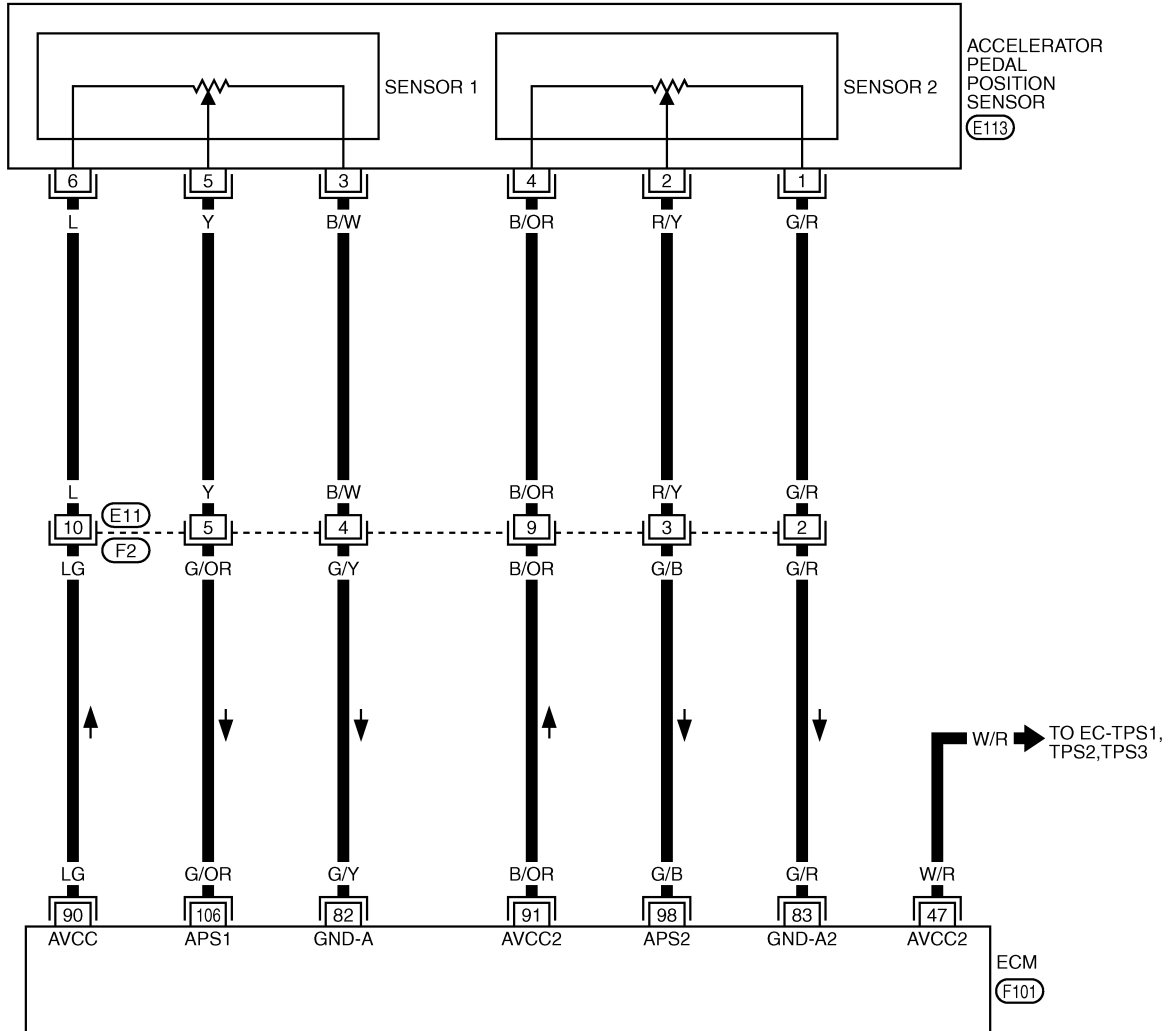 ACCELERATOR
PEDAL
POSITION
SENSOR
E113
SENSOR 1
SENSOR 2
6 5 3 4 2 1
L Y B/W B/OR R/Y G/R
L Y B/W B/OR R/Y G/R
E11
10 5 4 9 3 2
F2
LG G/OR G/Y B/OR G/B G/R
W/R TO EC-TPS1,
TPS2,TPS3
LG G/OR G/Y B/OR G/B G/R W/R
90 106 82 91 98 83 47
AVCC APS1 GND-A AVCC2 APS2 GND-A2 AVCC2
ECM
F101